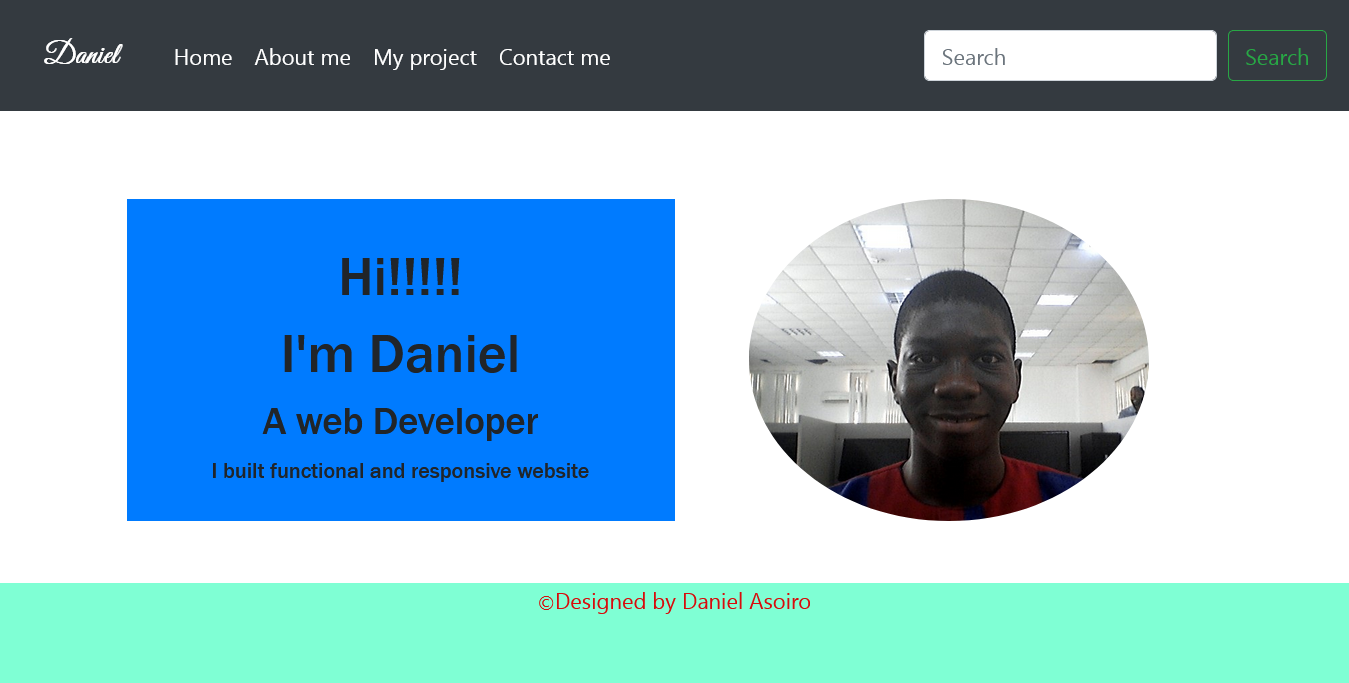 Daniel
Home About me My project Contact me
Search Search
Hi!!!!!
I'm Daniel
A web Developer
I built functional and responsive website
©Designed by Daniel Asoiro